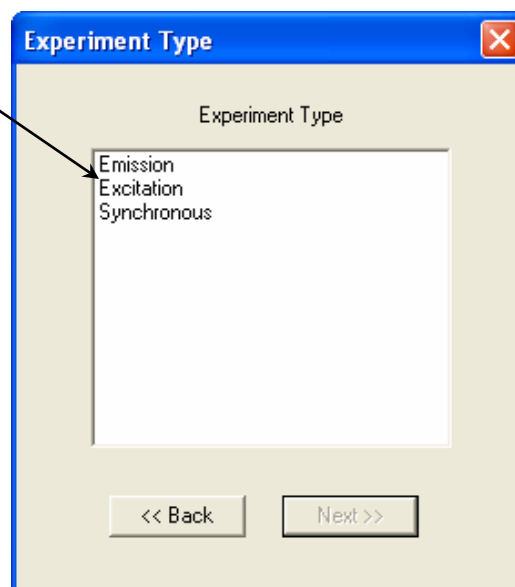 Experiment Type
Experiment Type
Emission
Excitation
Synchronous
<< Back
Next >>